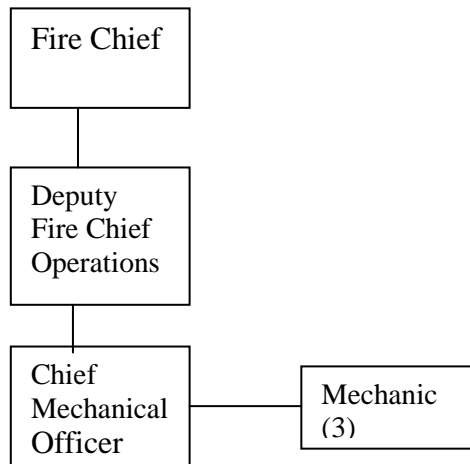 Fire Chief
Deputy
Fire Chief
Operations
Chief
Mechanical
Officer
Mechanic
(3)